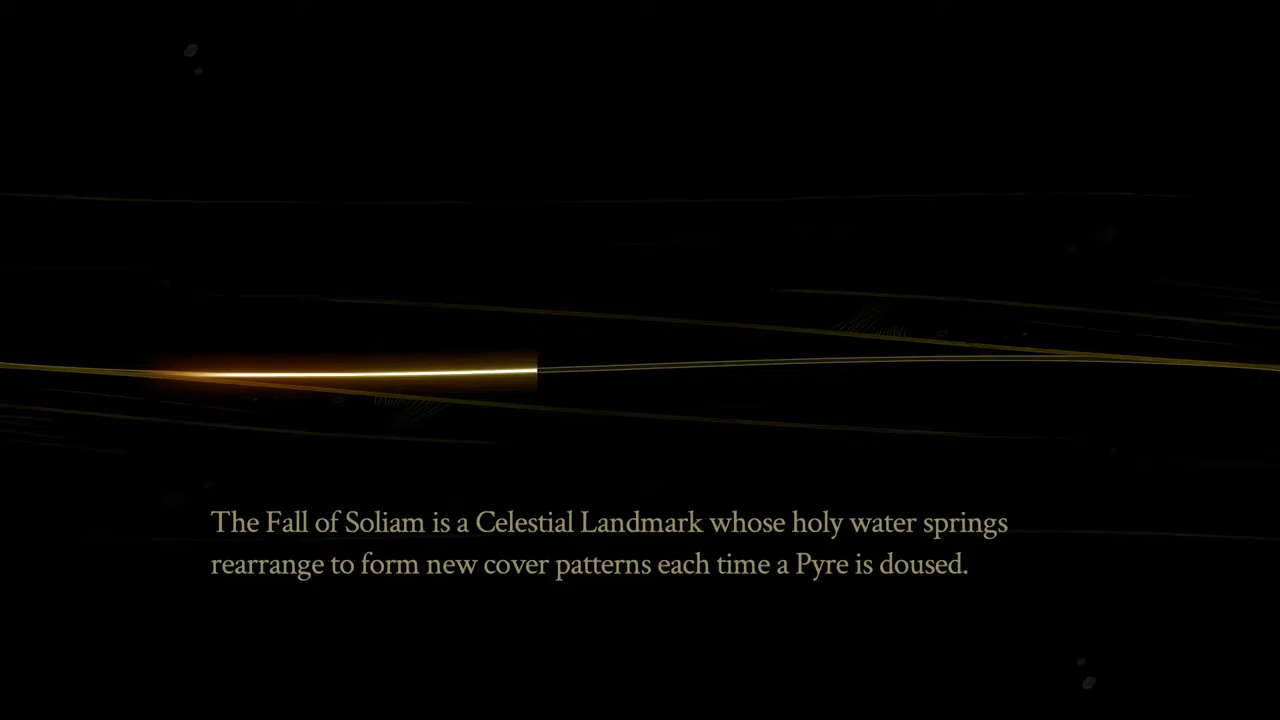 The Fall of Soliam is a Celestial Landmark whose holy water springs
rearrange to form new cover patterns each time a Pyre is doused.